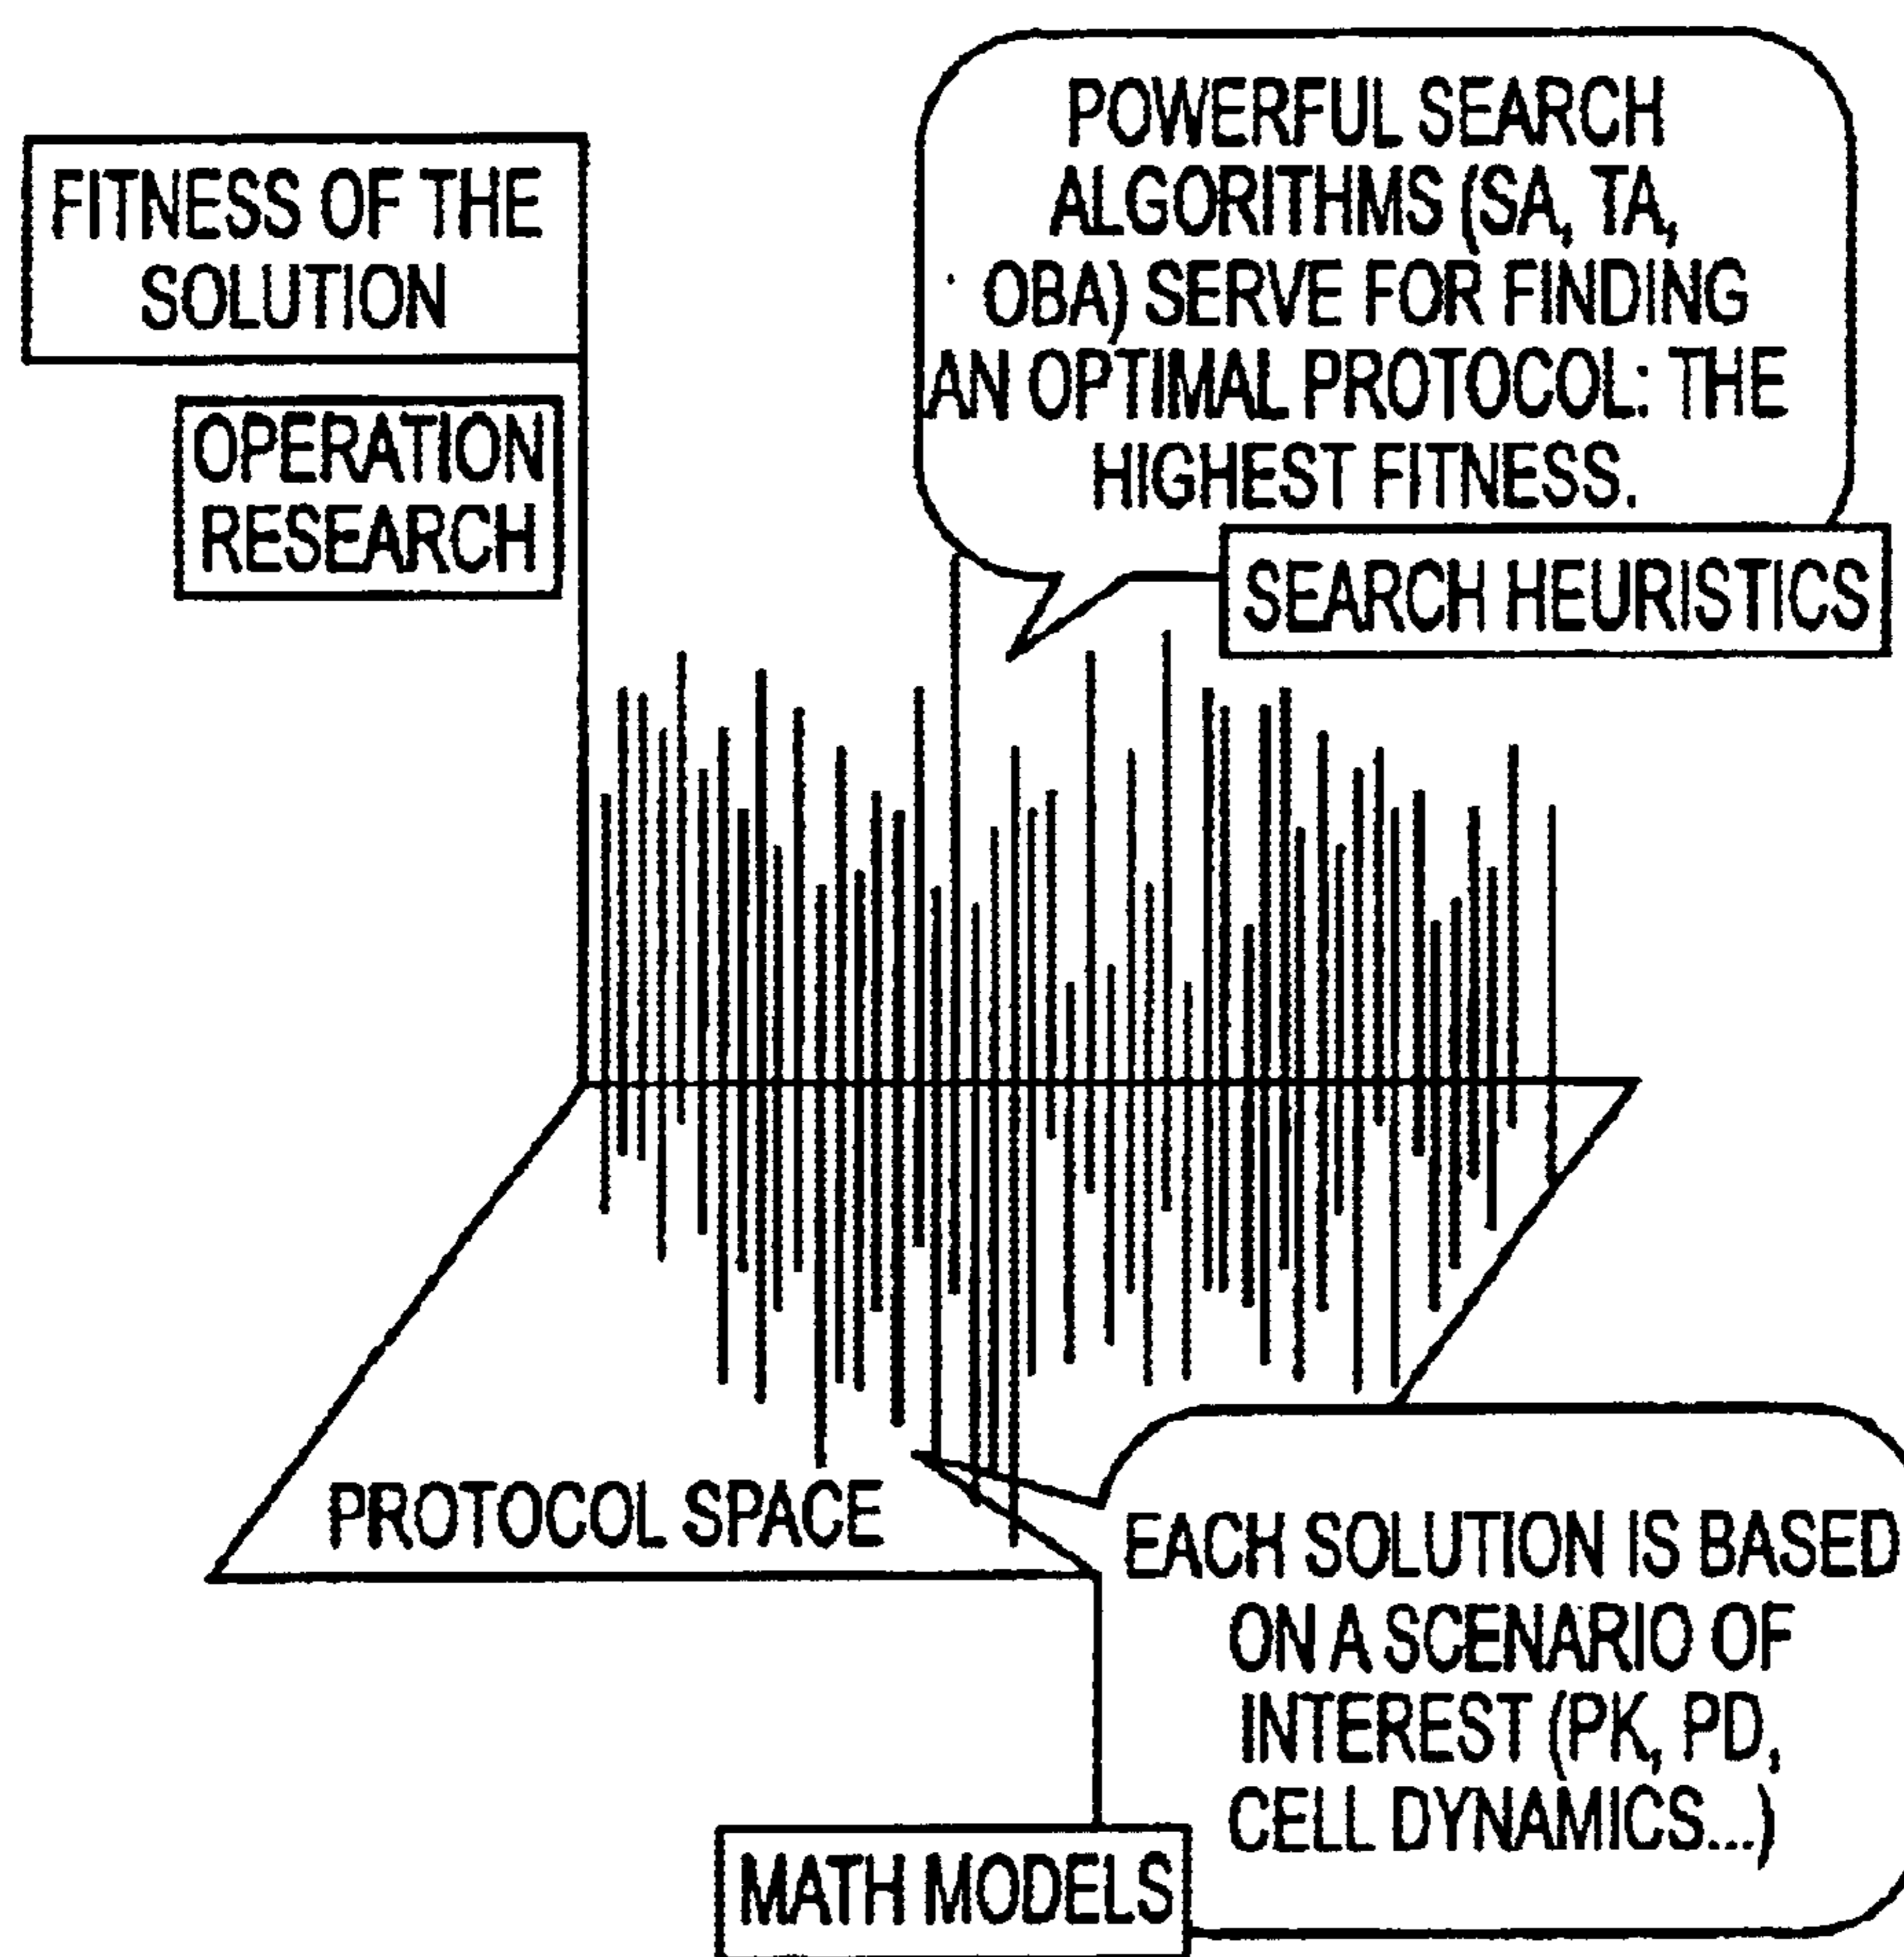 FITNESS OF THE
SOLUTION
OPERATION
RESEARCH
POWERFUL SEARCH
ALGORITHMS (SA, TA,
OBA) SERVE FOR FINDING
AN OPTIMAL PROTOCOL: THE
HIGHEST FITNESS.
SEARCH HEURISTICS
PROTOCOL SPACE
EACH SOLUTION IS BASED
ON A SCENARIO OF
INTEREST (PK, PD,
CELL DYNAMICS...)
MATH MODELS